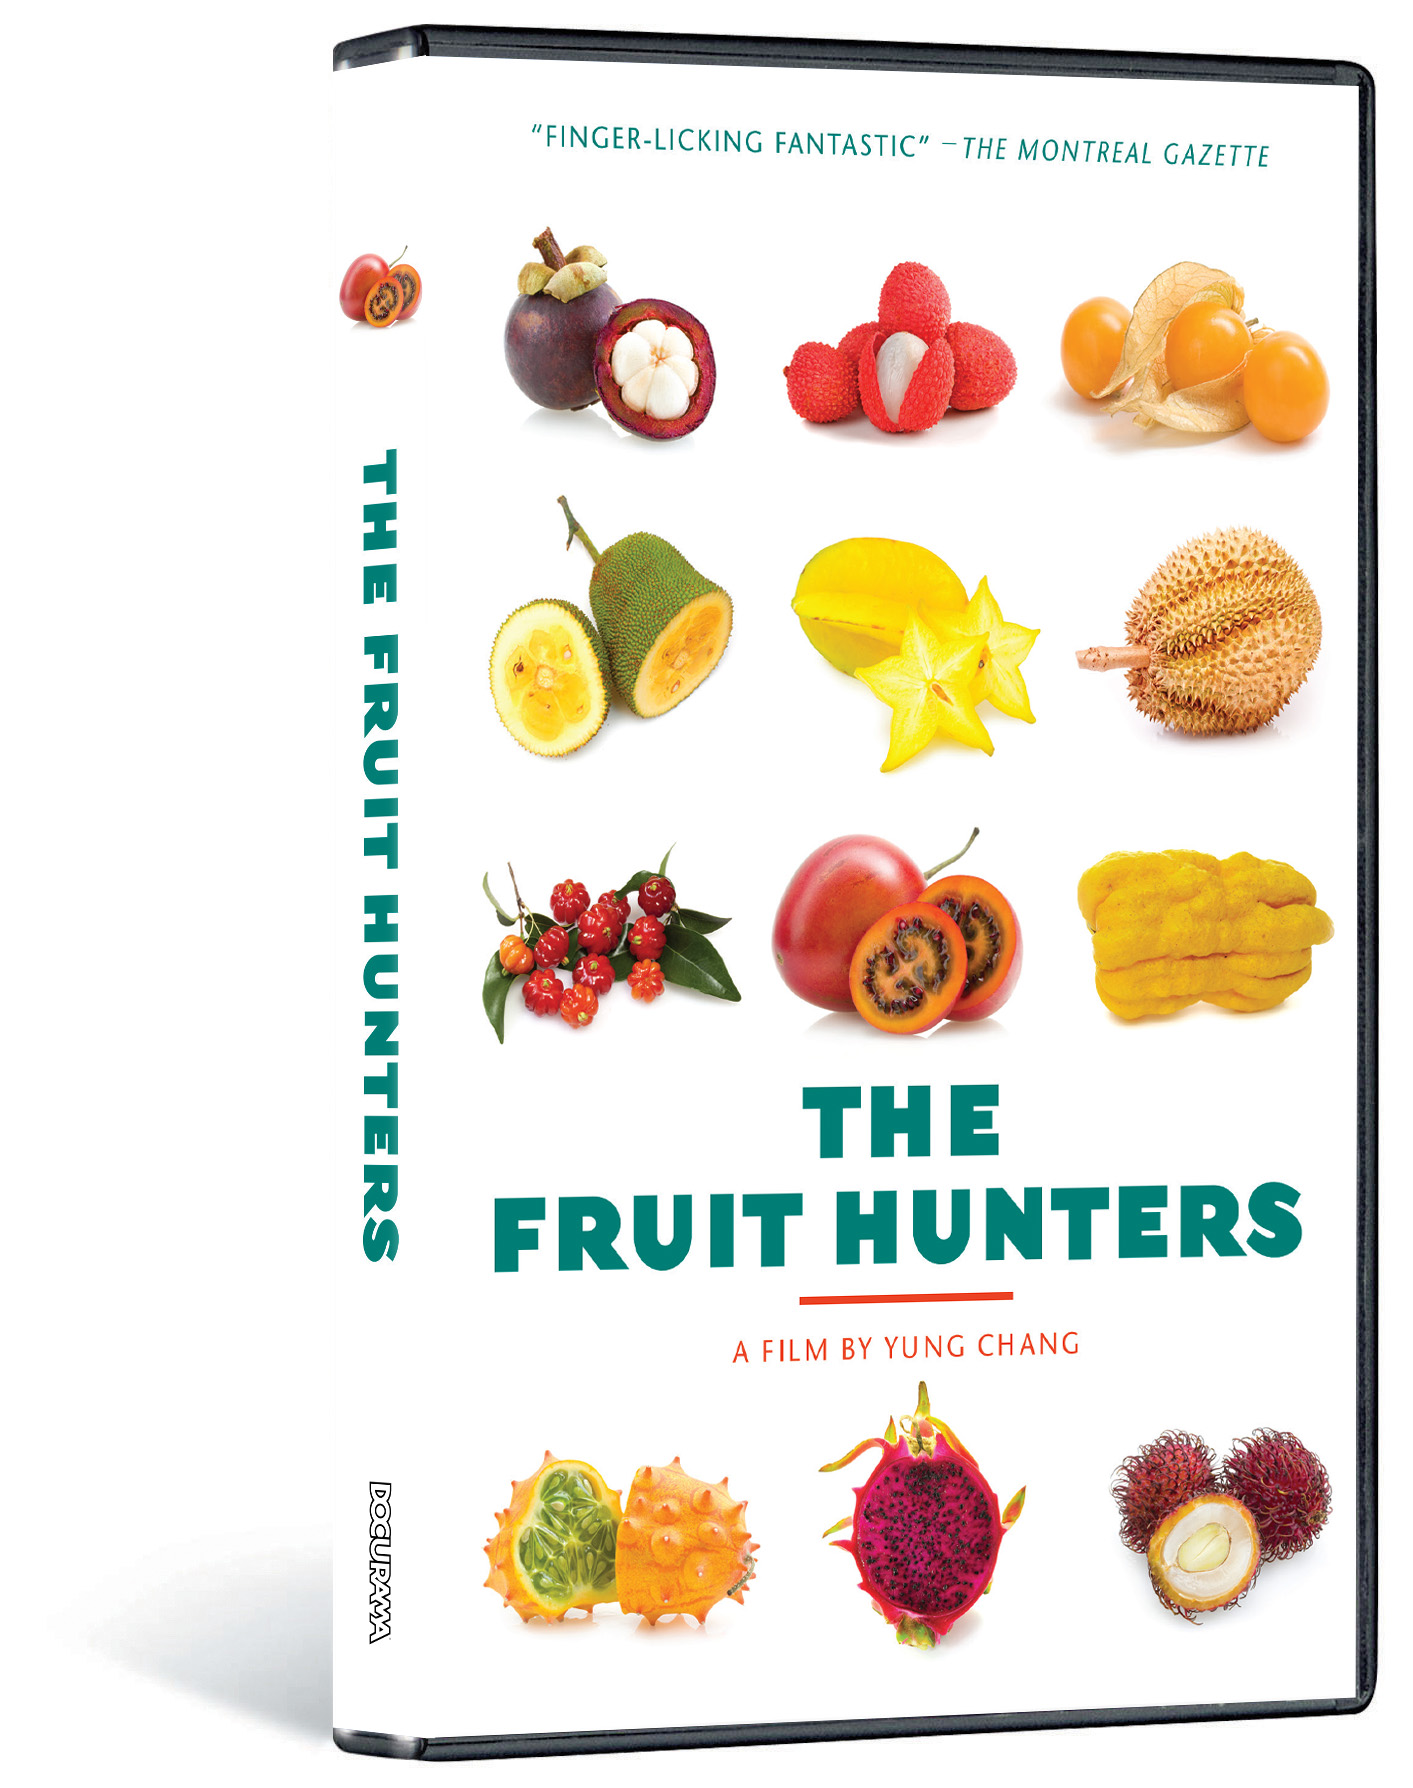 “FINGER-LICKING FANTASTIC” – THE MONTREAL GAZETTE
THE
FRUIT HUNTERS
A FILM BY YUNG CHANG
THE FRUIT HUNTERS
DOCURAMA